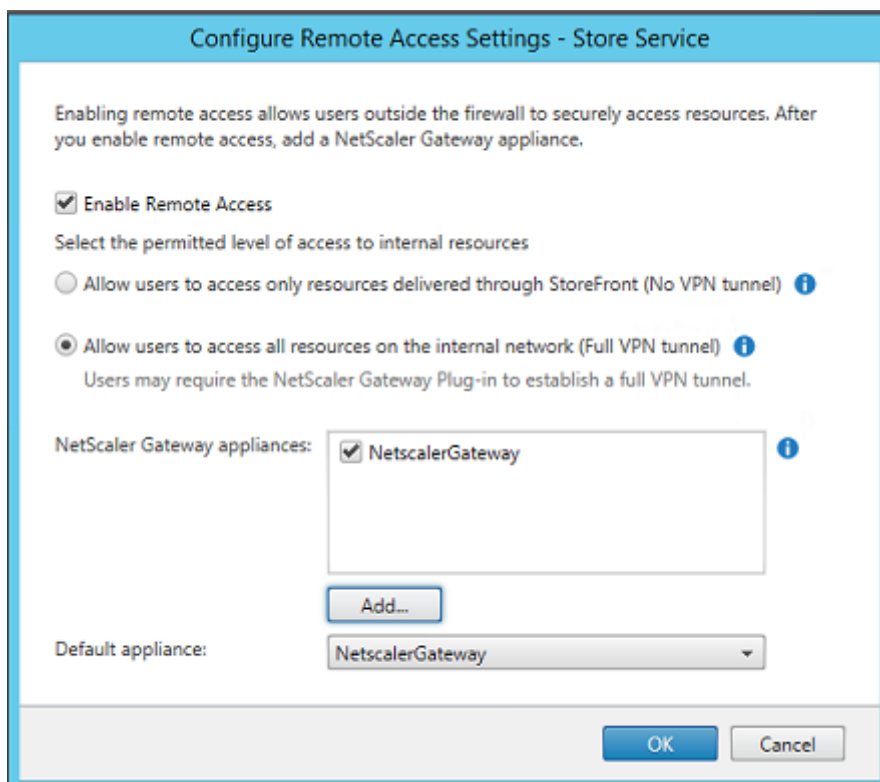 Configure Remote Access Settings - Store Service
Enabling remote access allows users outside the firewall to securely access resources. After
you enable remote access, add a NetScaler Gateway appliance.
Enable Remote Access
Select the permitted level of access to internal resources
Allow users to access only resources delivered through StoreFront (No VPN tunnel)
Allow users to access all resources on the internal network (Full VPN tunnel)
Users may require the NetScaler Gateway Plug-in to establish a full VPN tunnel.
NetScaler Gateway appliances:
NetscalerGateway
Add...
Default appliance:
NetscalerGateway
OK
Cancel